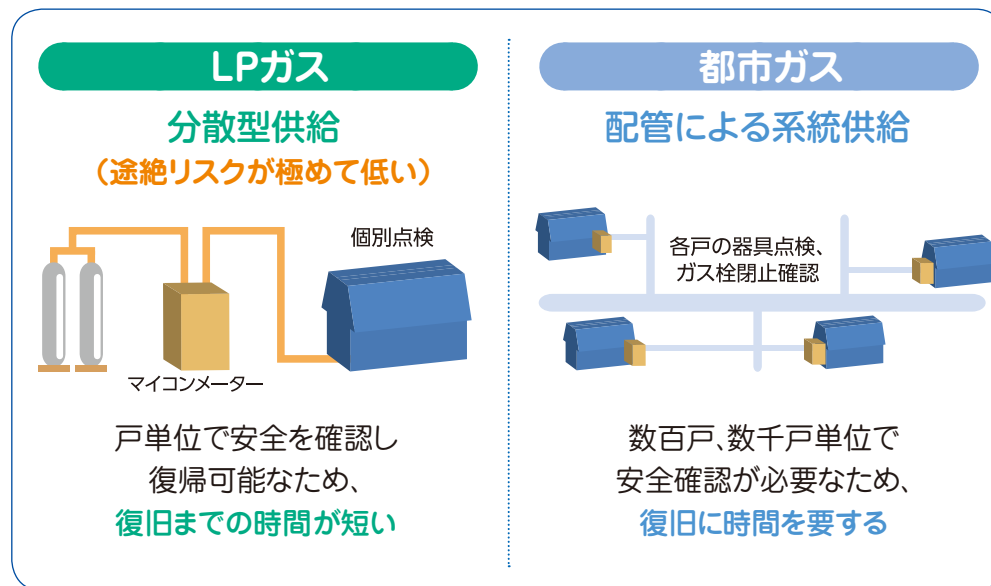 LPガス
分散型供給
（途絶リスクが極めて低い）
個別点検
マイコンメーター
戸単位で安全を確認し
復帰可能なため、
復旧までの時間が短い
都市ガス
配管による系統供給
各戸の器具点検、
ガス栓閉止確認
数百戸、数千戸単位で
安全確認が必要なため、
復旧に時間を要する